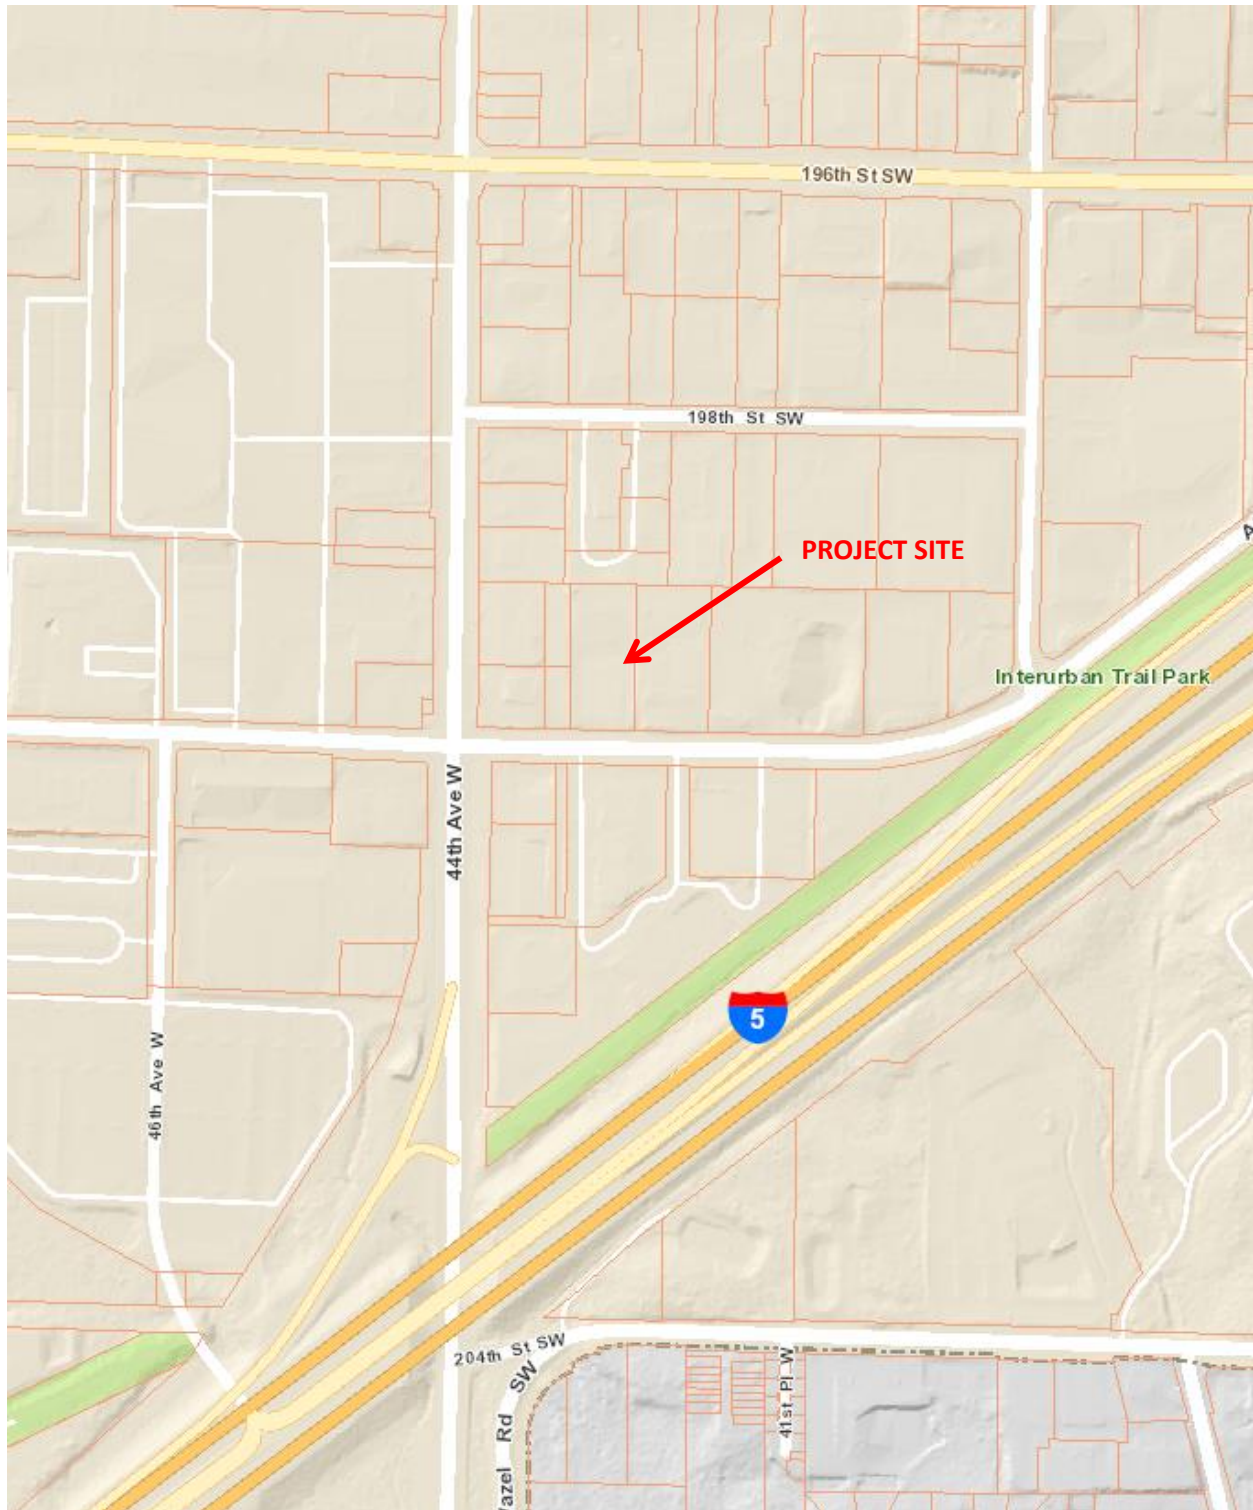 196th St SW
198th St SW
PROJECT SITE
Interurban Trail Park
44th Ave W
5
46th Ave W
204th St SW
41st Pl W
Rd SW